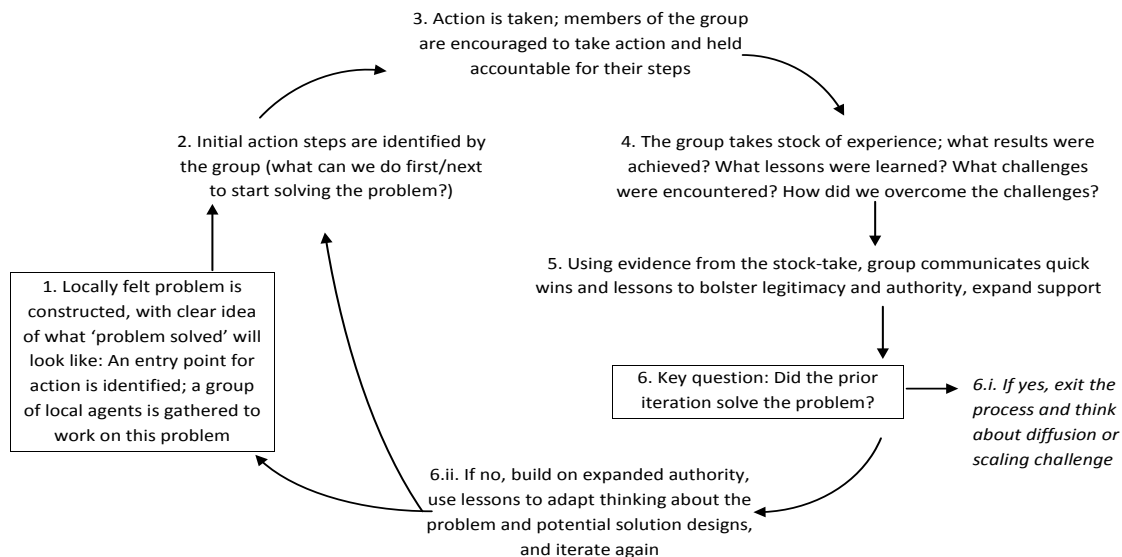 3. Action is taken; members of the group
are encouraged to take action and held
accountable for their steps
2. Initial action steps are identified by
the group (what can we do first/next
to start solving the problem?)
4. The group takes stock of experience; what results were
achieved? What lessons were learned? What challenges
were encountered? How did we overcome the challenges?
1. Locally felt problem is
constructed, with clear idea
of what ‘problem solved’ will
look like: An entry point for
action is identified; a group
of local agents is gathered to
work on this problem
5. Using evidence from the stock-take, group communicates quick
wins and lessons to bolster legitimacy and authority, expand support
6. Key question: Did the prior
iteration solve the problem?
6.i. If yes, exit the
process and think
about diffusion or
scaling challenge
6.ii. If no, build on expanded authority,
use lessons to adapt thinking about the
problem and potential solution designs,
and iterate again